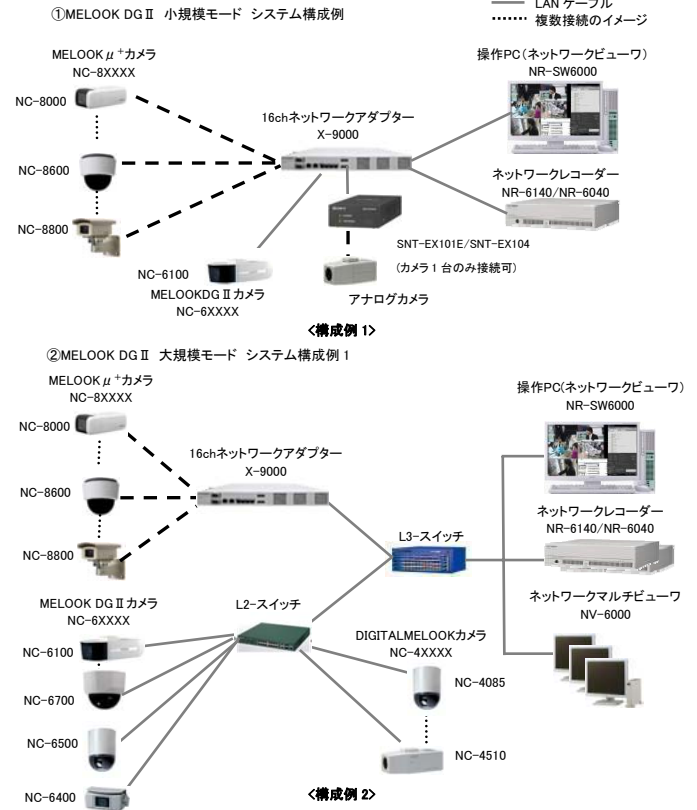 ①MELOOK DGⅡ 小規模モード システム構成例
LAN ケーブル
複数接続のイメージ
MELOOK μ⁺カメラ
NC-8XXXX
NC-8000
NC-8600
NC-8800
16chネットワークアダプター
X-9000
操作PC(ネットワークビューワ)
NR-SW6000
ネットワークレコーダー
NR-6140/NR-6040
SNT-EX101E/SNT-EX104
(カメラ1台のみ接続可)
NC-6100
MELOOKDGⅡカメラ
NC-6XXXX
アナログカメラ
<構成例 1>
②MELOOK DGⅡ 大規模モード システム構成例 1
MELOOK μ⁺カメラ
NC-8XXXX
NC-8000
NC-8600
NC-8800
16chネットワークアダプター
X-9000
L3-スイッチ
操作PC(ネットワークビューワ)
NR-SW6000
ネットワークレコーダー
NR-6140/NR-6040
ネットワークマルチビューワ
NV-6000
MELOOK DGⅡカメラ
NC-6XXXX
NC-6100
NC-6700
NC-6500
NC-6400
L2-スイッチ
DIGITALMELOOKカメラ
NC-4XXXX
NC-4085
NC-4510
<構成例 2>